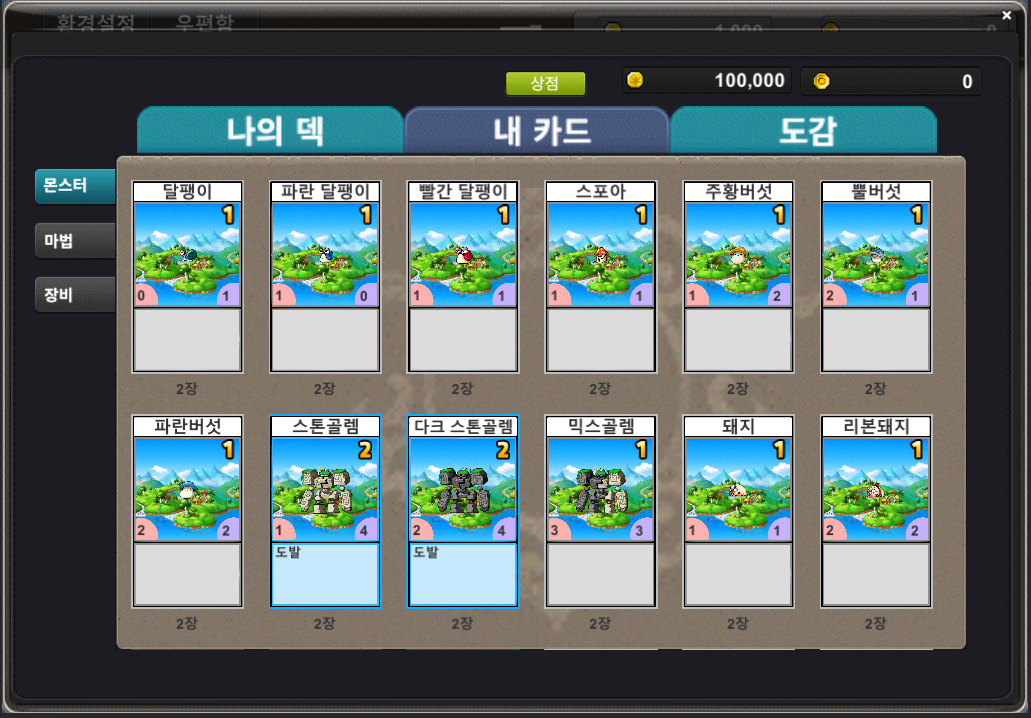 환경설정 우편함 1,000 0
상점 100,000 0
나의 덱 내 카드 도감
몬스터
마법
장비
달팽이 파란 달팽이 빨간 달팽이 스포아 주황버섯 뿔버섯
1 1 1 1 1 1
0 1 1 0 1 1 1 1 1 2 2 1
2장 2장 2장 2장 2장 2장
파란버섯 스톤골렘 다크 스톤골렘 믹스골렘 돼지 리본돼지
1 2 2 1 1 1
2 2 1 4 2 4 3 3 1 1 2 2
도발 도발
2장 2장 2장 2장 2장 2장